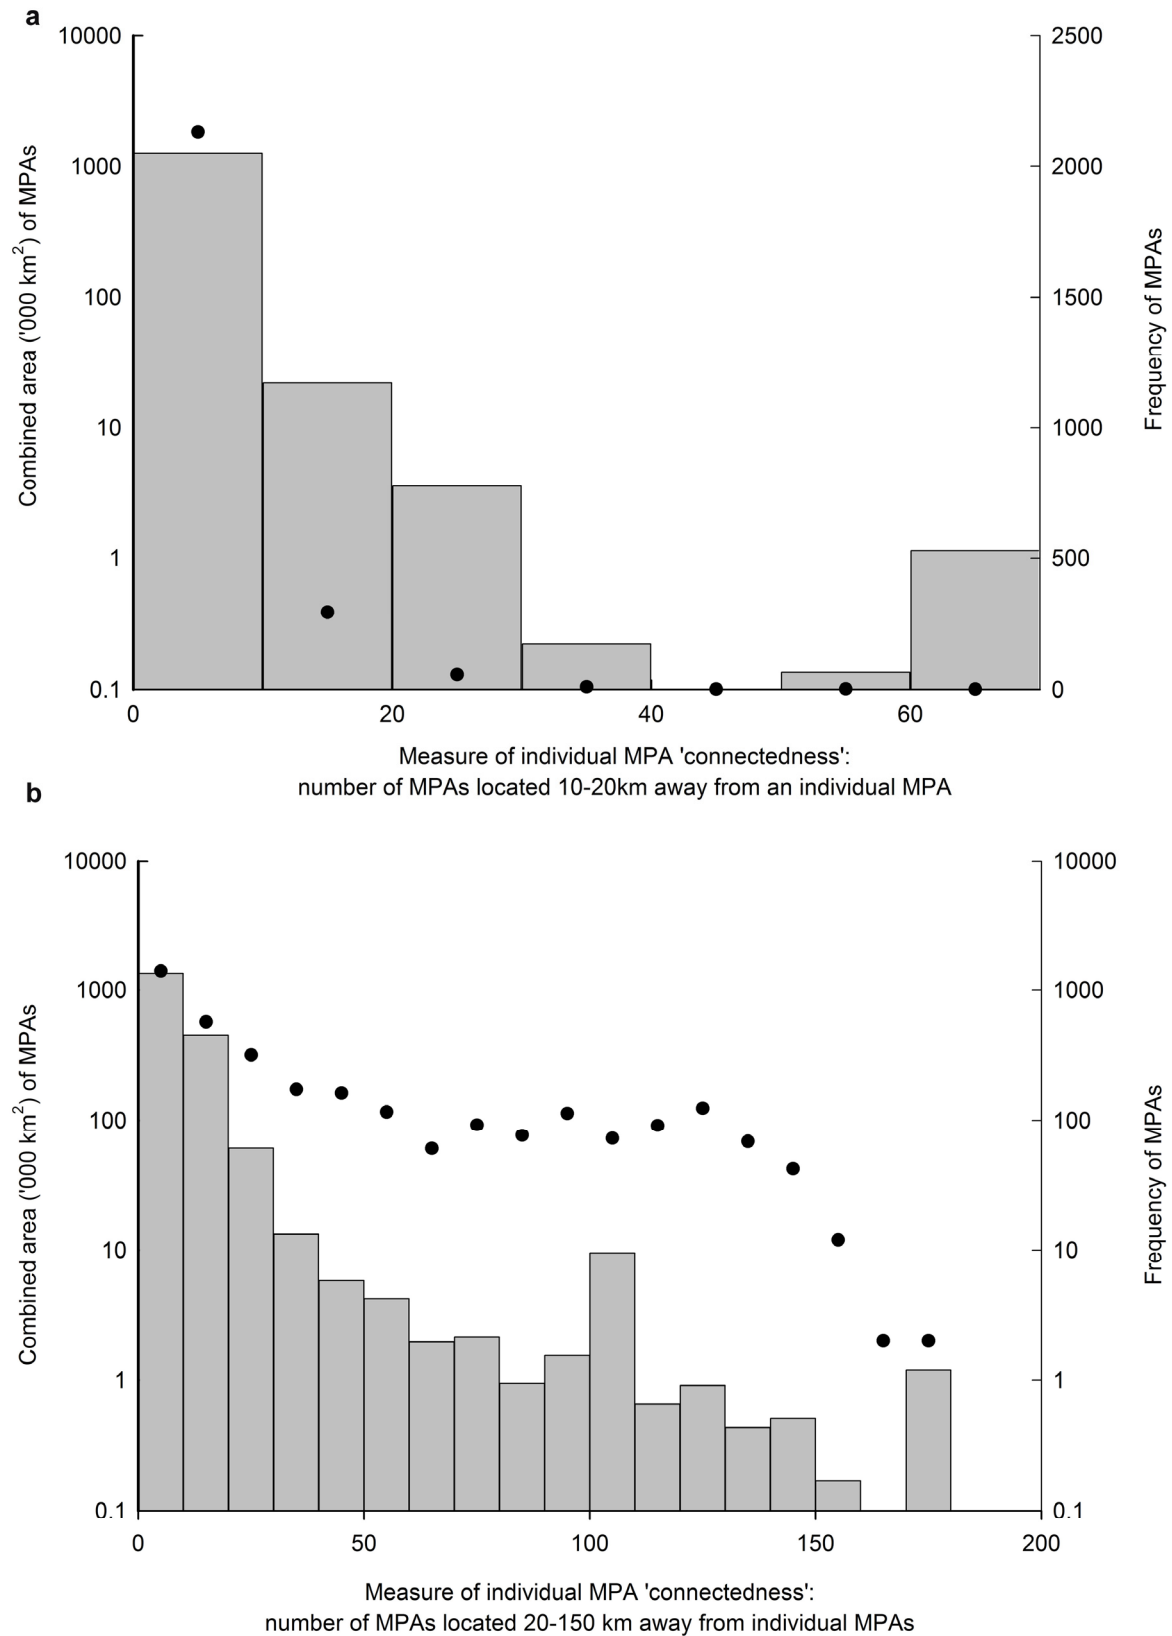 a
10000
1000
100
10
1
0.1
Combined area ('000 km²) of MPAs
2500
2000
1500
1000
500
0
Frequency of MPAs
0 20 40 60
Measure of individual MPA 'connectedness':
number of MPAs located 10-20km away from an individual MPA
b
10000
1000
100
10
1
0.1
Combined area ('000 km²) of MPAs
10000
1000
100
10
1
0.1
Frequency of MPAs
0 50 100 150 200
Measure of individual MPA 'connectedness':
number of MPAs located 20-150 km away from individual MPAs